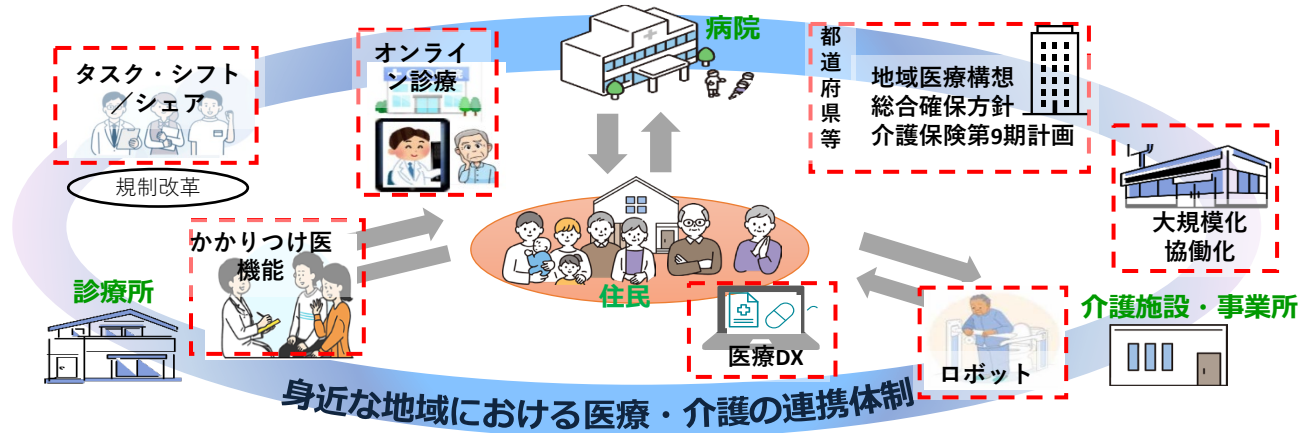 病院
タスク・シフト
／シェア
規制改革
オンライ
ン診療
都道府県等
地域医療構想
総合確保方針
介護保険第9期計画
大規模化
協働化
かかりつけ医
機能
診療所
住民
医療DX
ロボット
介護施設・事業所
身近な地域における医療・介護の連携体制